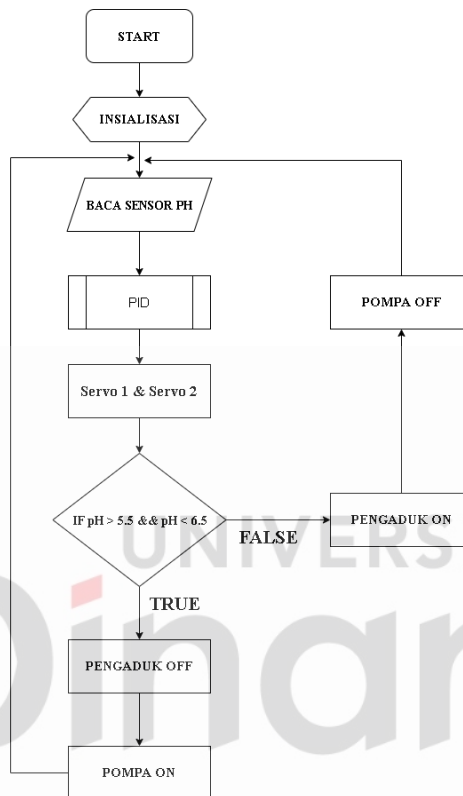 START
INSIALISASI
BACA SENSOR PH
PID
POMPA OFF
Servo 1 & Servo 2
IF pH > 5.5 && pH < 6.5
PENGADUK ON
UNIVERS
FALSE
TRUE
Dinam
PENGADUK OFF
POMPA ON